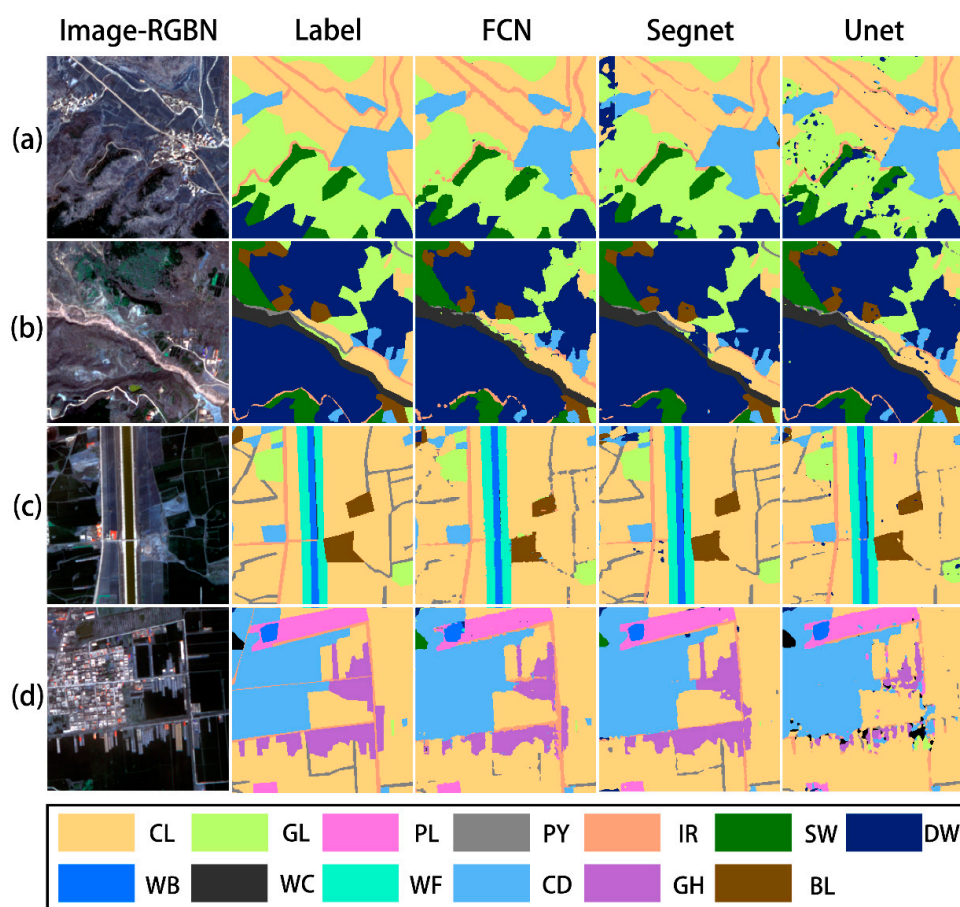 Image-RGBN Label FCN Segnet Unet
(a)
(b)
(c)
(d)
CL GL PL PY IR SW DW
WB WC WF CD GH BL